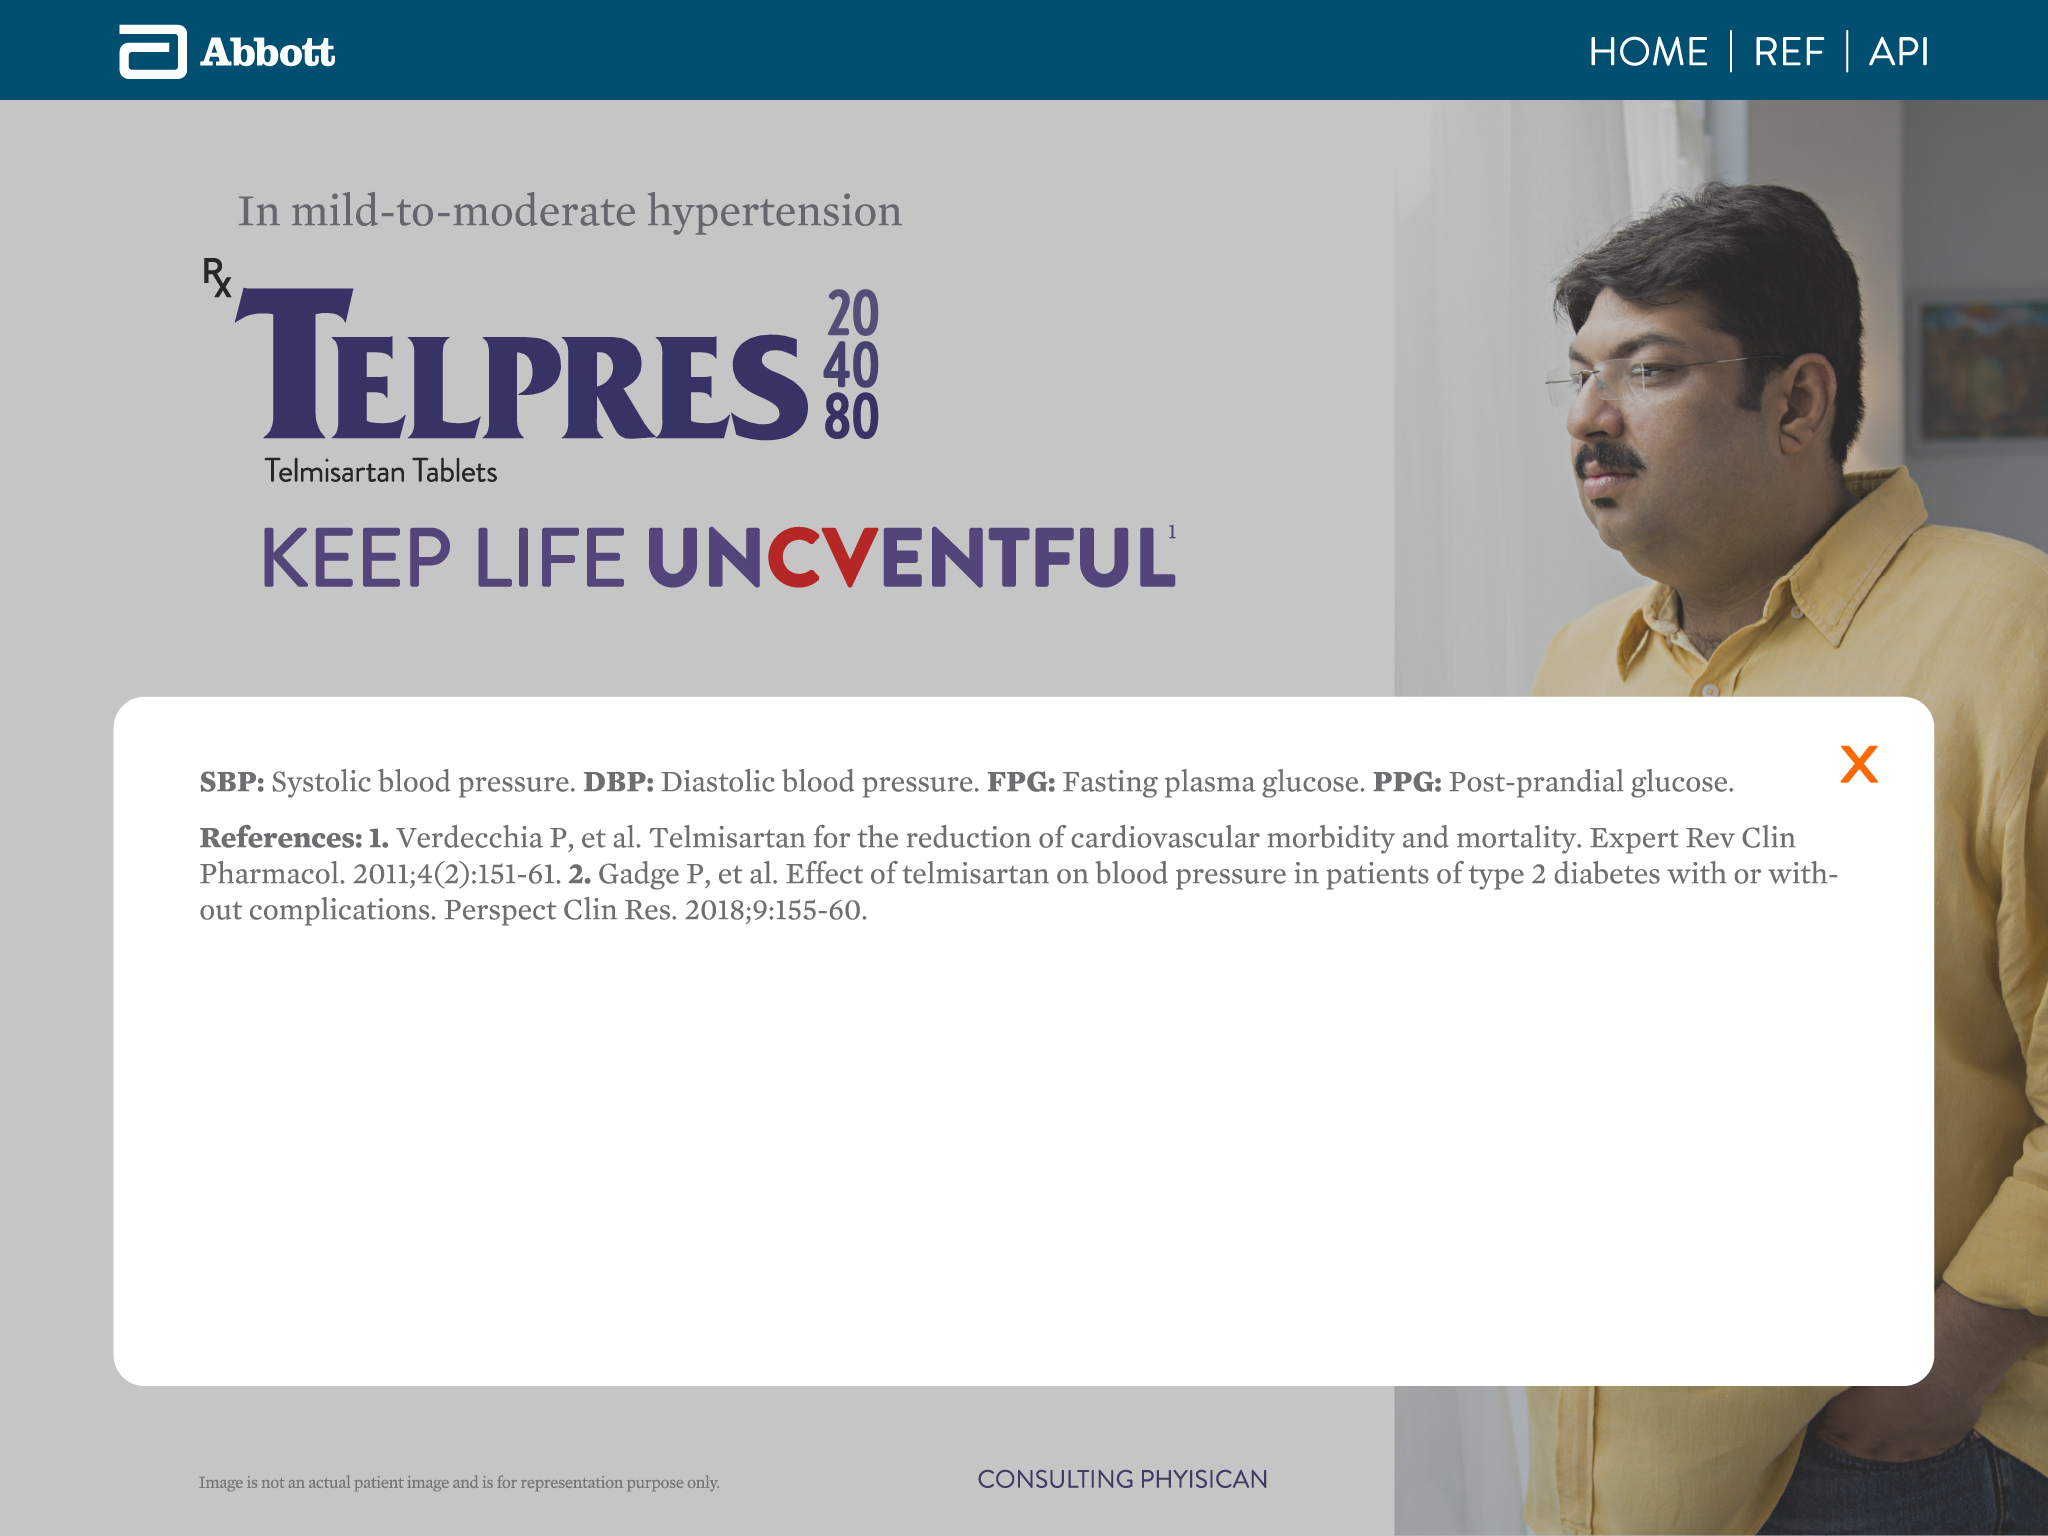 Abbott
HOME | REF | API
In mild-to-moderate hypertension
Rx
TELPRES 20 40 80
Telmisartan Tablets
KEEP LIFE UNCVENTFUL¹
X
SBP: Systolic blood pressure. DBP: Diastolic blood pressure. FPG: Fasting plasma glucose. PPG: Post-prandial glucose.
References: 1. Verdecchia P, et al. Telmisartan for the reduction of cardiovascular morbidity and mortality. Expert Rev Clin
Pharmacol. 2011;4(2):151-61. 2. Gadge P, et al. Effect of telmisartan on blood pressure in patients of type 2 diabetes with or with-
out complications. Perspect Clin Res. 2018;9:155-60.
Image is not an actual patient image and is for representation purpose only.
CONSULTING PHYISICAN